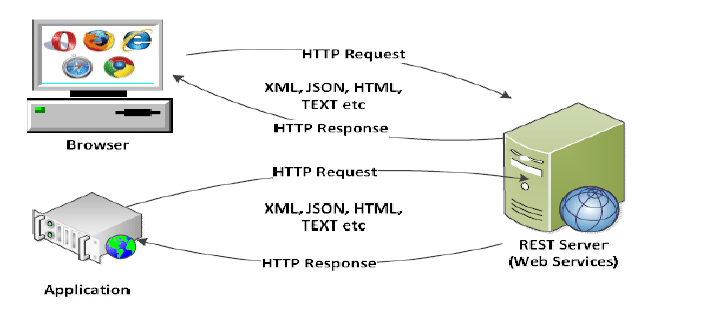 HTTP Request
XML, JSON, HTML,
TEXT etc
HTTP Response
Browser
HTTP Request
XML, JSON, HTML,
TEXT etc
HTTP Response
REST Server
(Web Services)
Application